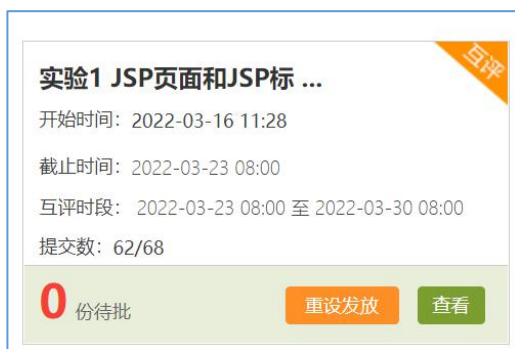 互评
实验1 JSP页面和JSP标 ...
开始时间：2022-03-16 11:28
截止时间：2022-03-23 08:00
互评时段： 2022-03-23 08:00 至 2022-03-30 08:00
提交数：62/68
0 份待批 重设发放 查看